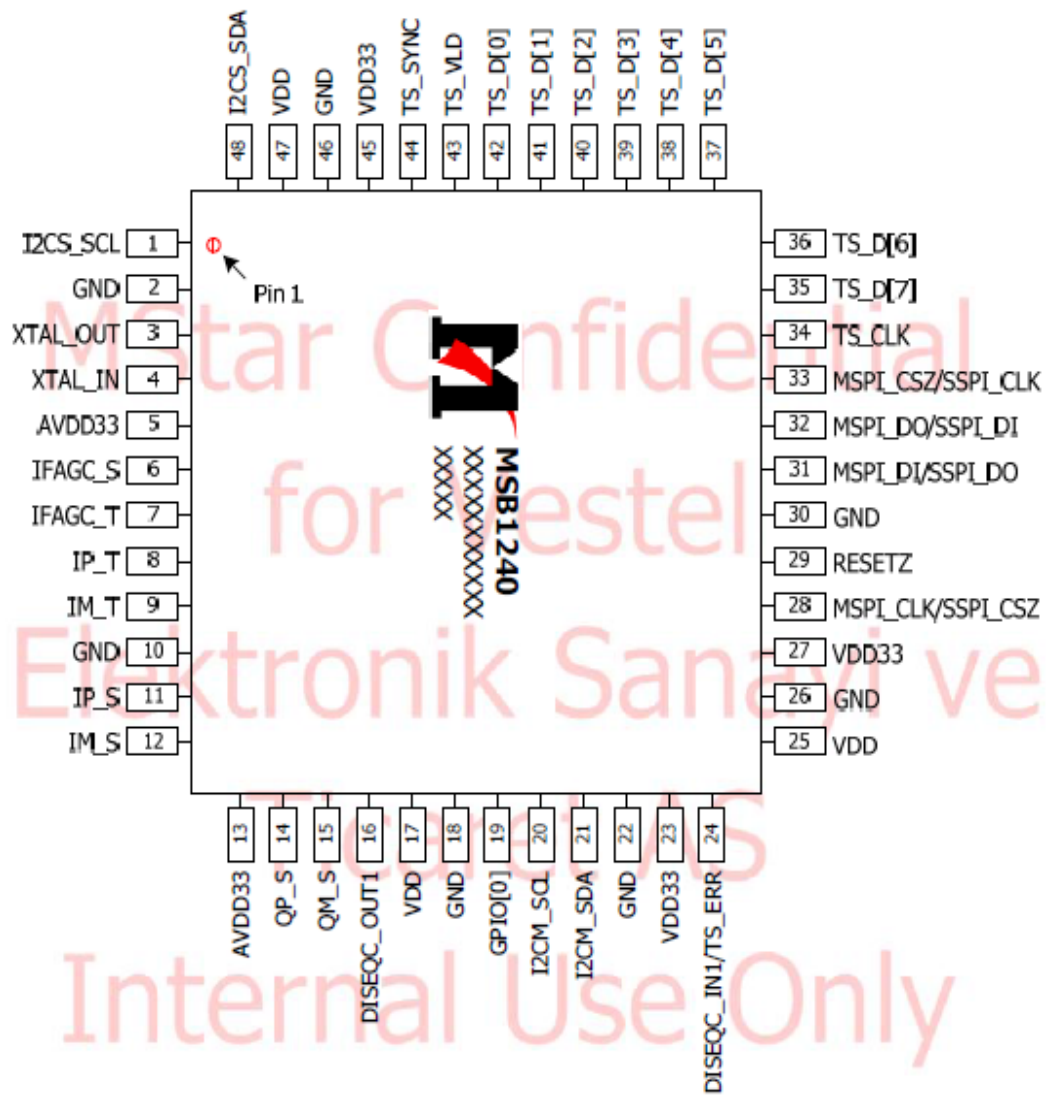 I2CS_SDA
VDD
GND
VDD33
TS_SYNC
TS_VLD
TS_D[0]
TS_D[1]
TS_D[2]
TS_D[3]
TS_D[4]
TS_D[5]
48
47
46
45
44
43
42
41
40
39
38
37
I2CS_SCL 1
GND 2
XTAL_OUT 3
XTAL_IN 4
AVDD33 5
IFAGC_S 6
IFAGC_T 7
IP_T 8
IM_T 9
GND 10
IP_S 11
IM_S 12
Pin 1
MSB1240
XXXXXXXXXXX
XXXXX
36 TS_D[6]
35 TS_D[7]
34 TS_CLK
33 MSPI_CSZ/SSPI_CLK
32 MSPI_DO/SSPI_DI
31 MSPI_DI/SSPI_DO
30 GND
29 RESETZ
28 MSPI_CLK/SSPI_CSZ
27 VDD33
26 GND
25 VDD
13
14
15
16
17
18
19
20
21
22
23
24
AVDD33
QP_S
QM_S
DISEQC_OUT1
VDD
GND
GPIO[0]
I2CM_SCL
I2CM_SDA
GND
VDD33
DISEQC_IN1/TS_ERR
MStar Confidential
for Vestel
Elektronik Sanayi ve
Ticaret AS
Internal Use Only